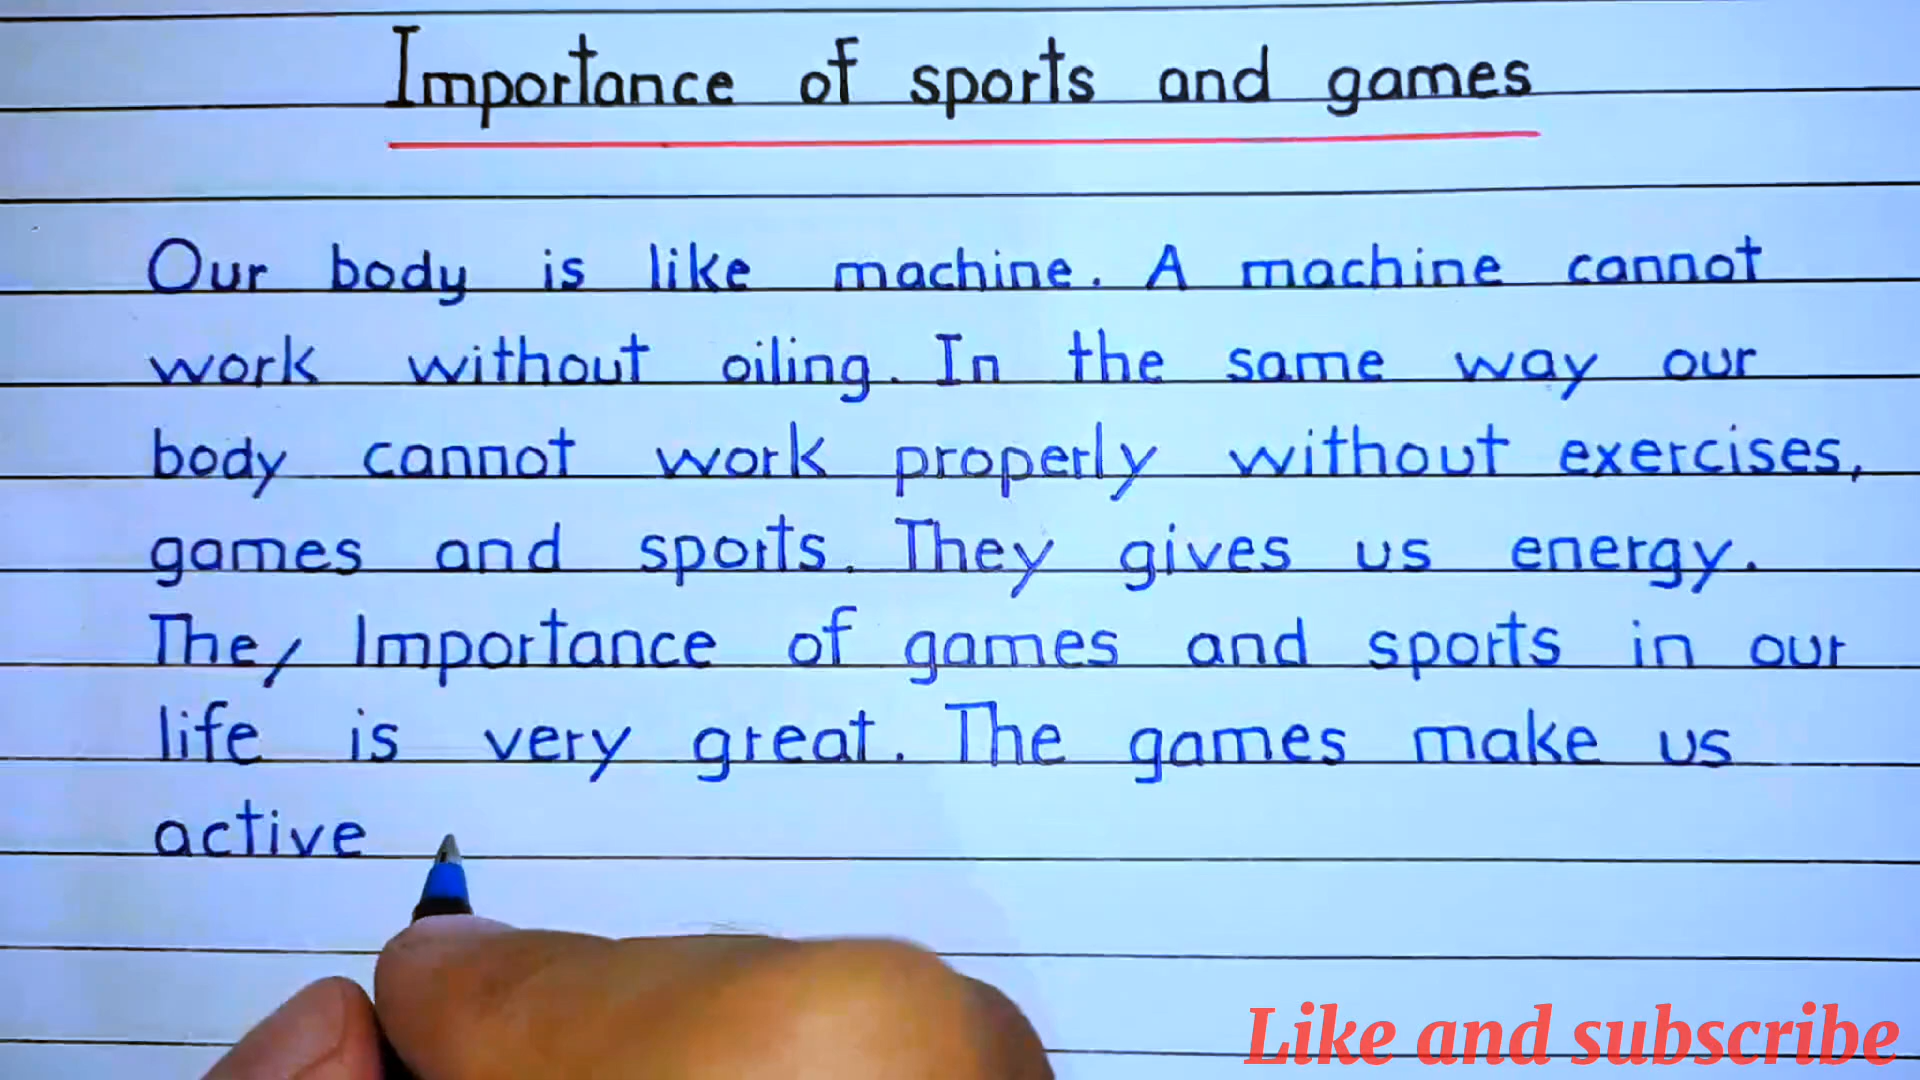 Importance of sports and games
Our body is like machine. A machine cannot
work without oiling. In the same way our
body cannot work properly without exercises,
games and sports. They gives us energy.
The, Importance of games and sports in our
life is very great. The games make us
active
Like and subscribe